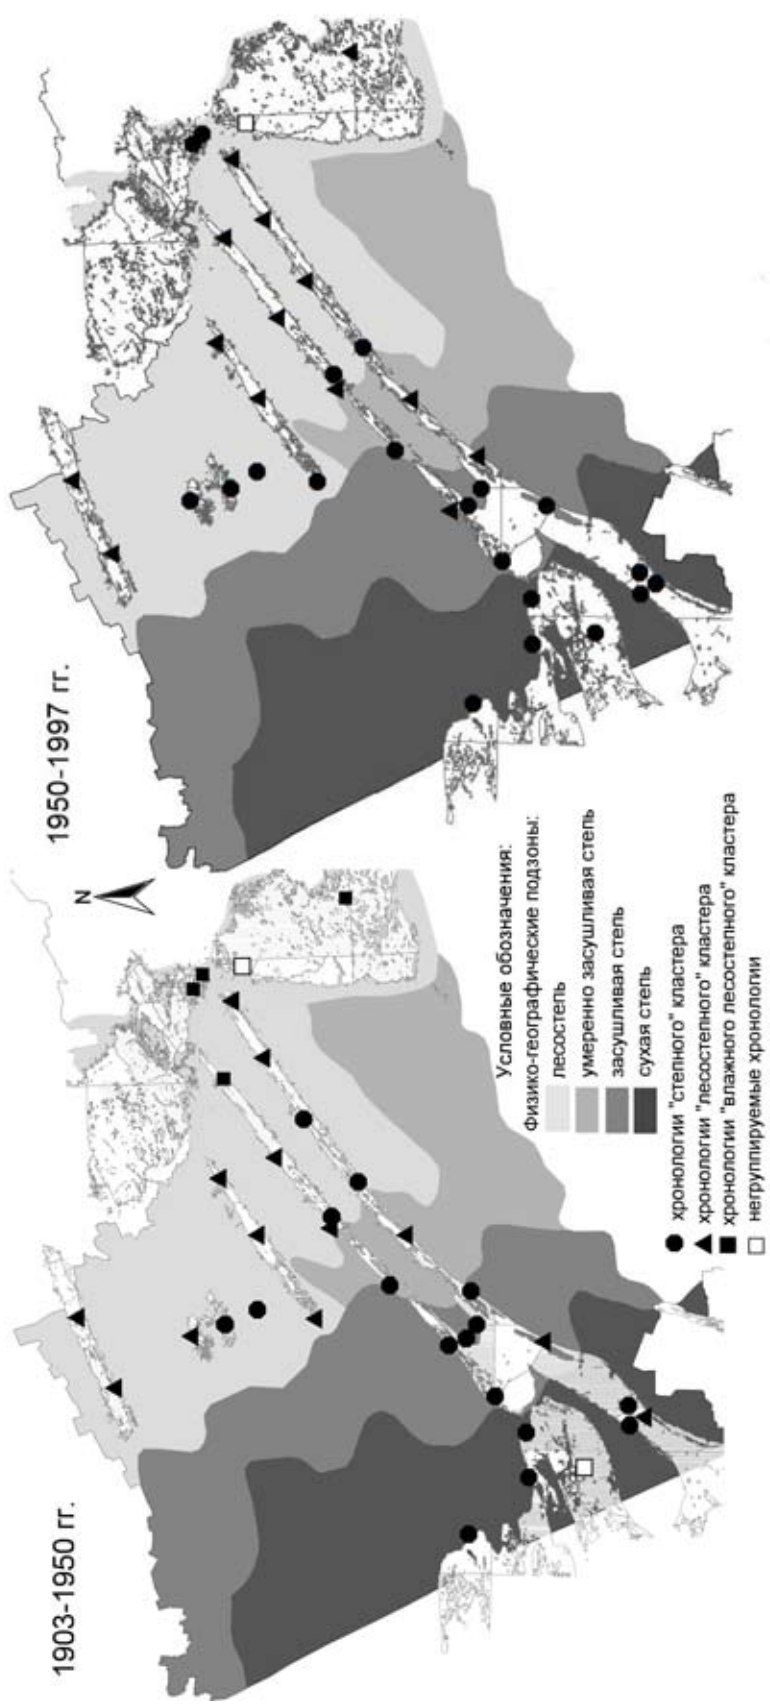 1903-1950 гг.
1950-1997 гг.
N
Условные обозначения:
Физико-географические подзоны:
лесостепь
умеренно засушливая степь
засушливая степь
сухая степь
хронологии "степного" кластера
хронологии "лесостепного" кластера
хронологии "влажного лесостепного" кластера
негруппируемые хронологии